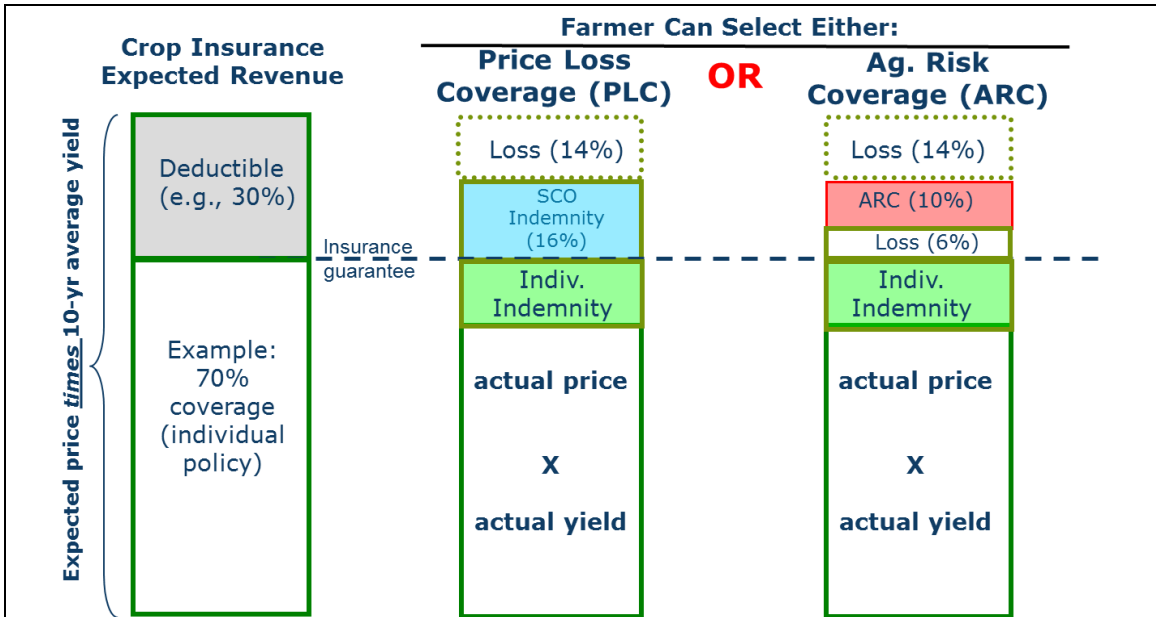 Farmer Can Select Either:
Crop Insurance
Expected Revenue
Price Loss
Coverage (PLC)
OR
Ag. Risk
Coverage (ARC)
Expected price times 10-yr average yield
Deductible
(e.g., 30%)
Example:
70%
coverage
(individual
policy)
Insurance
guarantee
Loss (14%)
SCO
Indemnity
(16%)
Indiv.
Indemnity
actual price
X
actual yield
Loss (14%)
ARC (10%)
Loss (6%)
Indiv.
Indemnity
actual price
X
actual yield